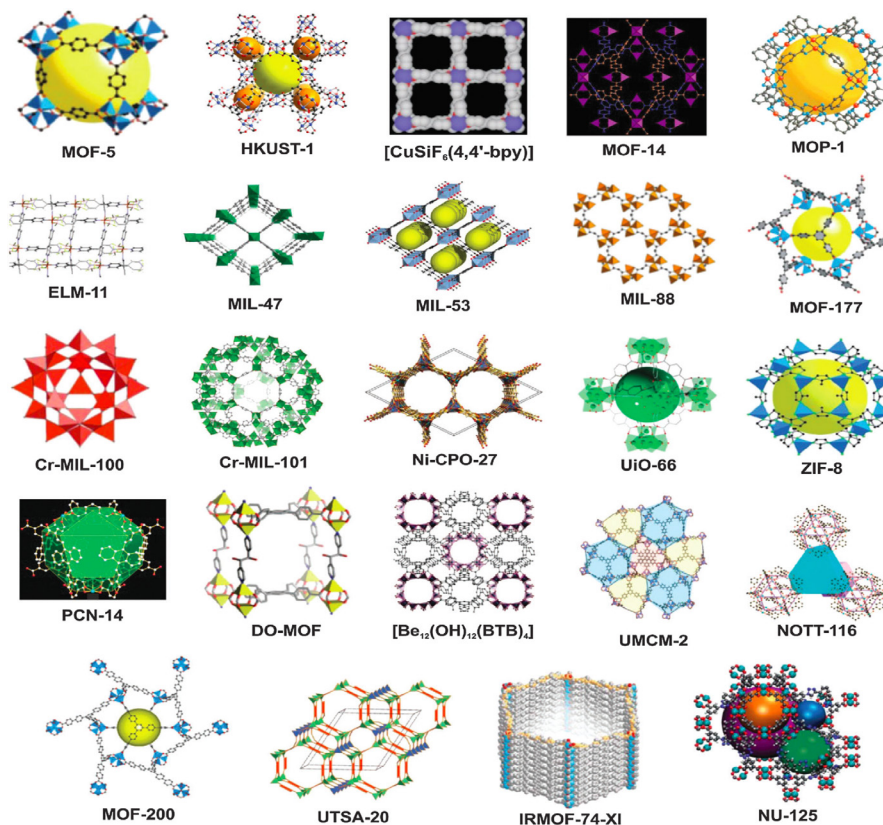 MOF-5
HKUST-1
[CuSiF₆(4,4'-bpy)]
MOF-14
MOP-1
ELM-11
MIL-47
MIL-53
MIL-88
MOF-177
Cr-MIL-100
Cr-MIL-101
Ni-CPO-27
UiO-66
ZIF-8
PCN-14
DO-MOF
[Be₁₂(OH)₁₂(BTB)₄]
UMCM-2
NOTT-116
MOF-200
UTSA-20
IRMOF-74-XI
NU-125